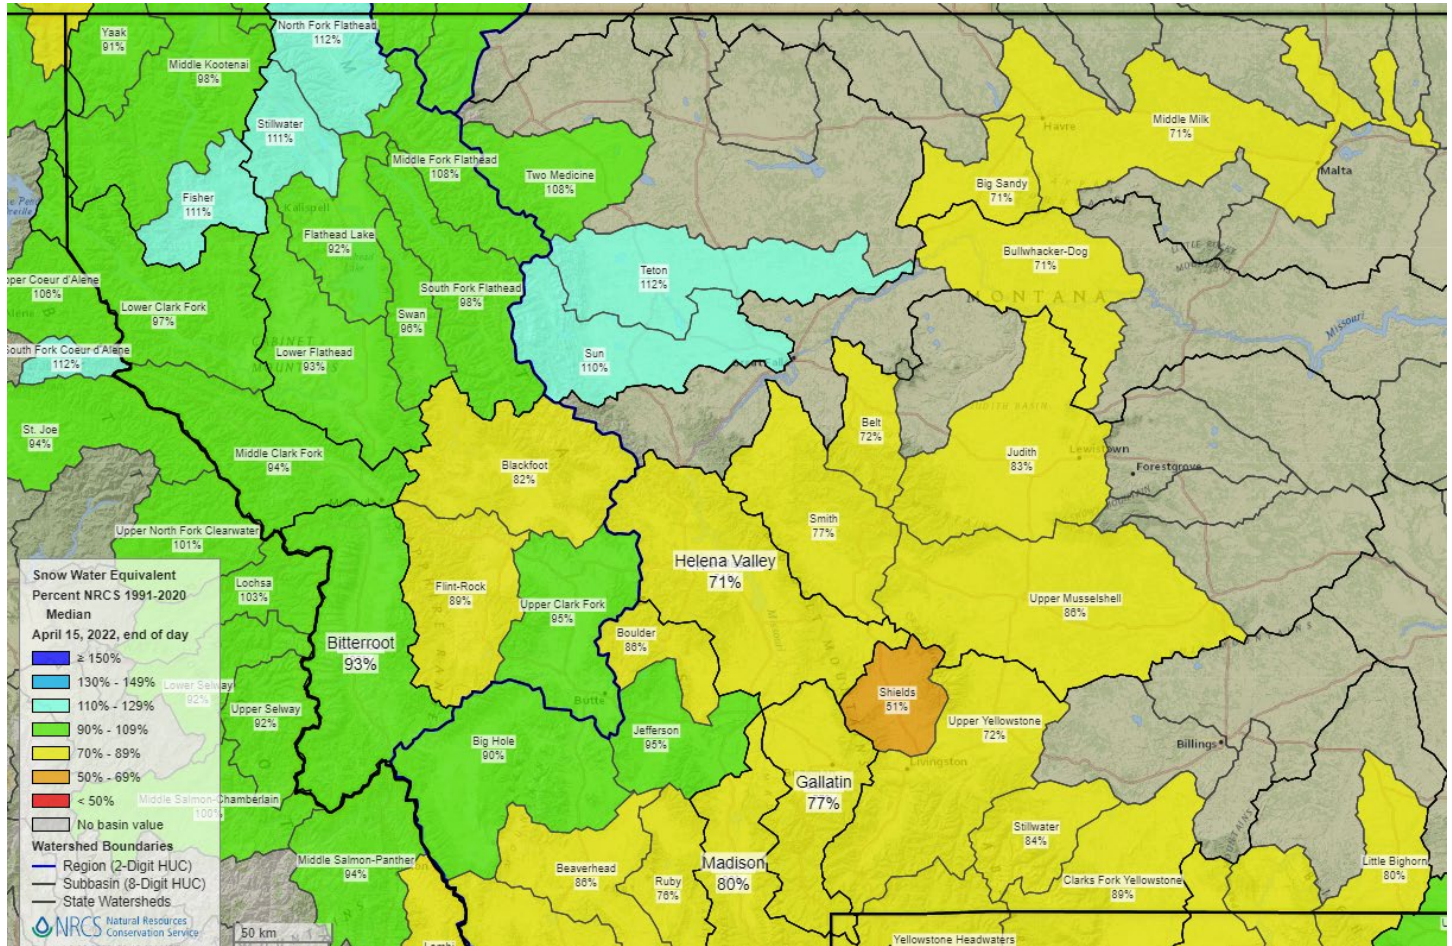 North Fork Flathead
112%
Yaak
91%
Middle Kootenai
98%
Stillwater
111%
Middle Fork Flathead
108%
Two Medicine
108%
Havre
Middle Milk
71%
Malta
Fisher
111%
Kalispell
Flathead Lake
92%
Big Sandy
71%
Bullwhacker-Dog
71%
MONTANA
Missouri
Teton
112%
South Fork Flathead
98%
Swan
96%
pper Coeur d'Alene
106%
Lower Clark Fork
97%
Lower Flathead
93%
Sun
110%
South Fork Coeur d'Alene
112%
St. Joe
94%
Middle Clark Fork
94%
Blackfoot
82%
Belt
72%
JUDITH BASIN
Judith
83%
Lewistown
Forestgrove
Smith
77%
Upper North Fork Clearwater
101%
Helena Valley
71%
Missouri
Lochsa
103%
Flint-Rock
89%
Upper Clark Fork
95%
Upper Musselshell
86%
Bitterroot
93%
Boulder
86%
Lower Selway
92%
Upper Selway
92%
Butte
Jefferson
95%
Shields
51%
Upper Yellowstone
72%
Big Hole
90%
Billings
Livingston
Gallatin
77%
Middle Salmon-Chamberlain
100%
Stillwater
84%
Middle Salmon-Panther
94%
Beaverhead
86%
Ruby
76%
Madison
80%
Clarks Fork Yellowstone
89%
Little Bighorn
80%
Yellowstone Headwaters
Snow Water Equivalent
Percent NRCS 1991-2020
Median
April 15, 2022, end of day
≥ 150%
130% - 149%
110% - 129%
90% - 109%
70% - 89%
50% - 69%
< 50%
No basin value
Watershed Boundaries
Region (2-Digit HUC)
Subbasin (8-Digit HUC)
State Watersheds
NRCS Natural Resources
Conservation Service
50 km